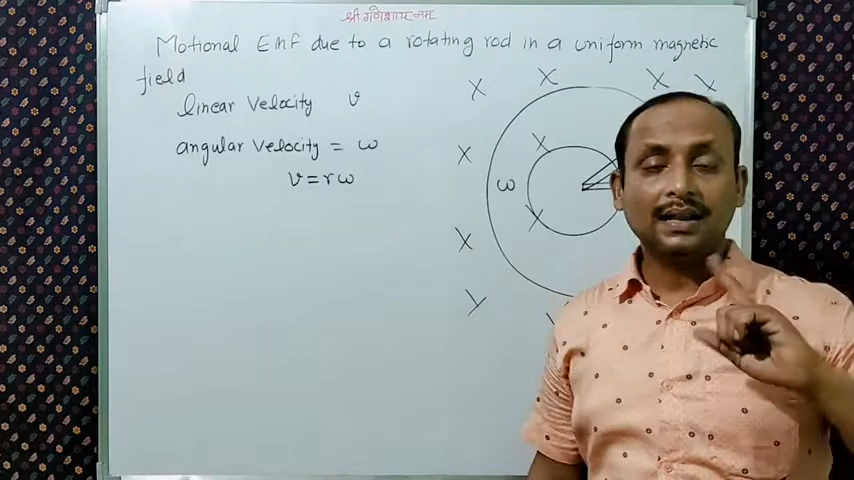 श्री गणेशाय नमः
Motional EmF due to a rotating rod in a uniform magnetic
field
linear velocity v
angular velocity = ω
v = rω
ω